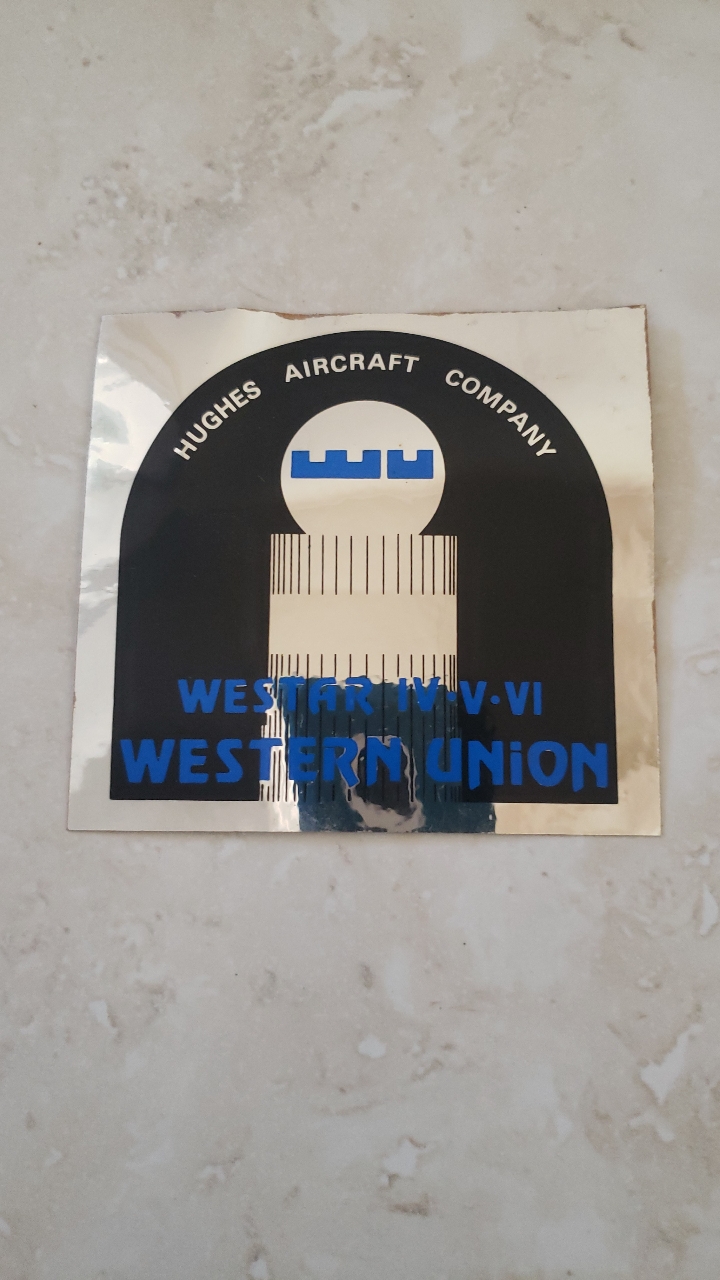 HUGHES AIRCRAFT COMPANY
WU
WESTAR IV·V·VI
WESTERN UNiON